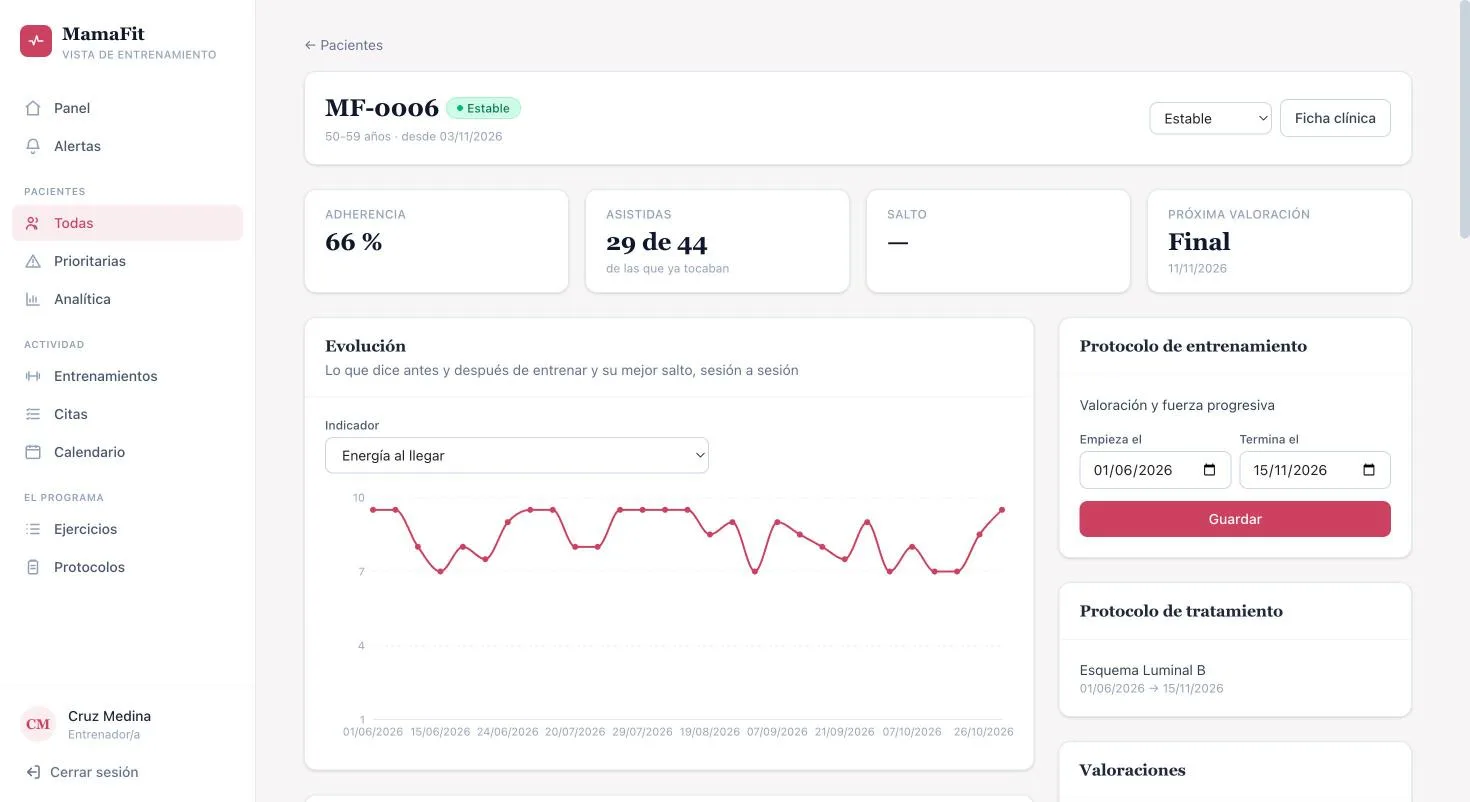 MamaFit
VISTA DE ENTRENAMIENTO
Panel
Alertas
PACIENTES
Todas
Prioritarias
Analítica
ACTIVIDAD
Entrenamientos
Citas
Calendario
EL PROGRAMA
Ejercicios
Protocolos
CM
Cruz Medina
Entrenador/a
Cerrar sesión
← Pacientes
MF-0006
Estable
50-59 años · desde 03/11/2026
Estable
Ficha clínica
ADHERENCIA
66 %
ASISTIDAS
29 de 44
de las que ya tocaban
SALTO
—
PRÓXIMA VALORACIÓN
Final
11/11/2026
Evolución
Lo que dice antes y después de entrenar y su mejor salto, sesión a sesión
Indicador
Energía al llegar
10
7
4
1
01/06/2026 15/06/2026 24/06/2026 20/07/2026 29/07/2026 19/08/2026 07/09/2026 21/09/2026 07/10/2026 26/10/2026
Protocolo de entrenamiento
Valoración y fuerza progresiva
Empieza el Termina el
01/06/2026 15/11/2026
Guardar
Protocolo de tratamiento
Esquema Luminal B
01/06/2026 → 15/11/2026
Valoraciones